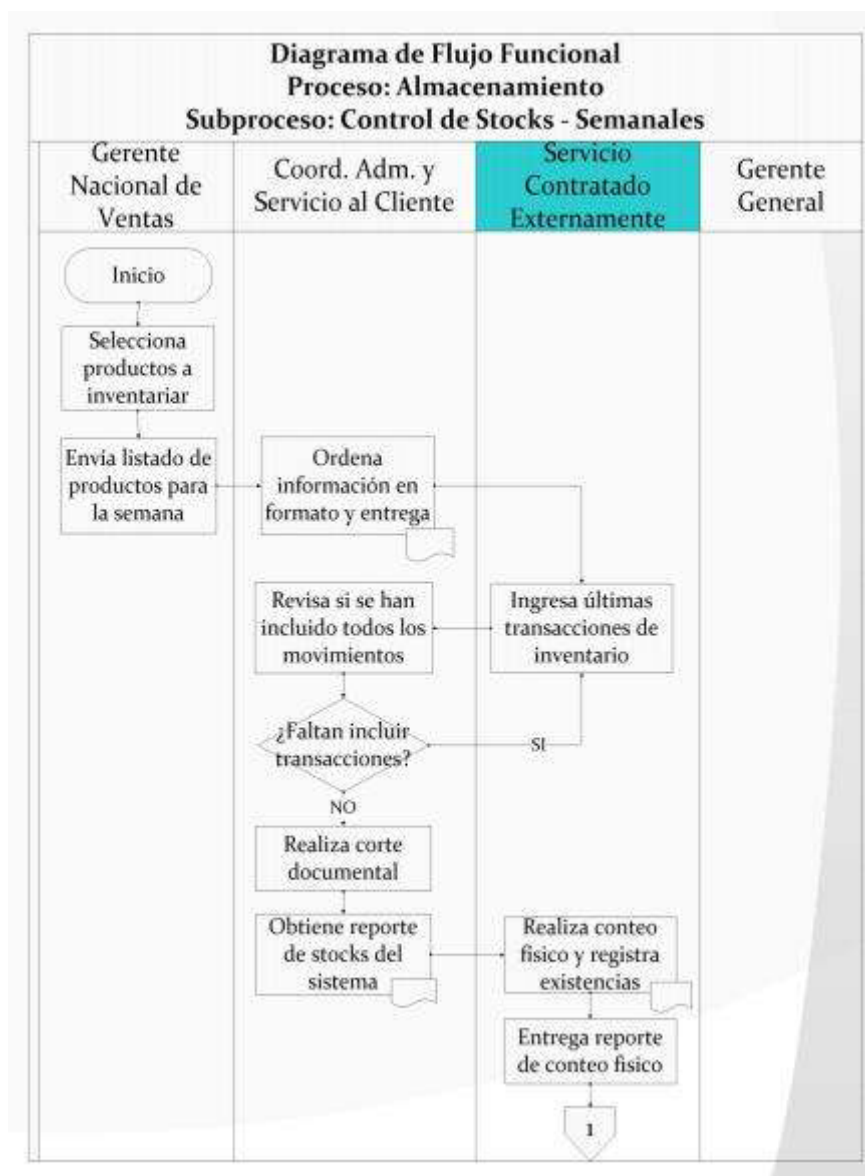 Diagrama de Flujo Funcional
Proceso: Almacenamiento
Subproceso: Control de Stocks - Semanales
Gerente
Nacional de
Ventas
Coord. Adm. y
Servicio al Cliente
Servicio
Contratado
Externamente
Gerente
General
Inicio
Selecciona
productos a
inventariar
Envía listado de
productos para
la semana
Ordena
información en
formato y entrega
Ingresa últimas
transacciones de
inventario
Revisa si se han
incluido todos los
movimientos
¿Faltan incluir
transacciones?
SI
NO
Realiza corte
documental
Obtiene reporte
de stocks del
sistema
Realiza conteo
fisico y registra
existencias
Entrega reporte
de conteo fisico
1